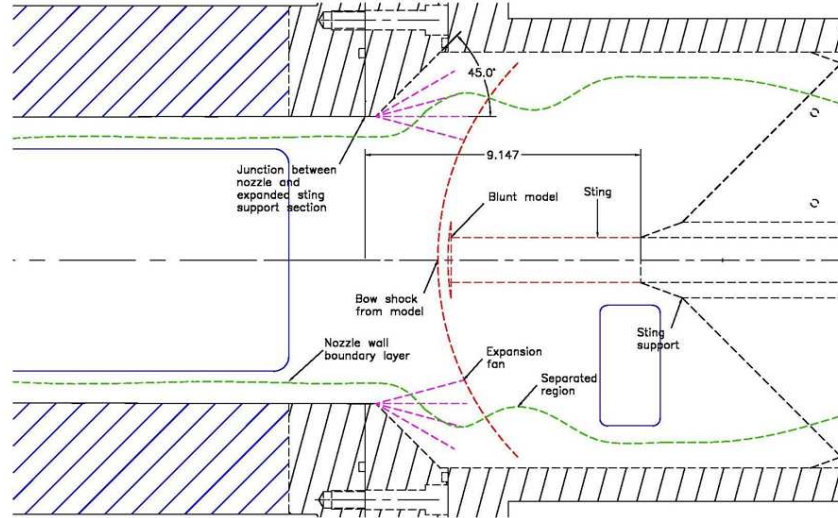 45.0°
9.147
Junction between
nozzle and
expanded sting
support section
Blunt model
Sting
Bow shock
from model
Sting
support
Nozzle wall
boundary layer
Expansion
fan
Separated
region